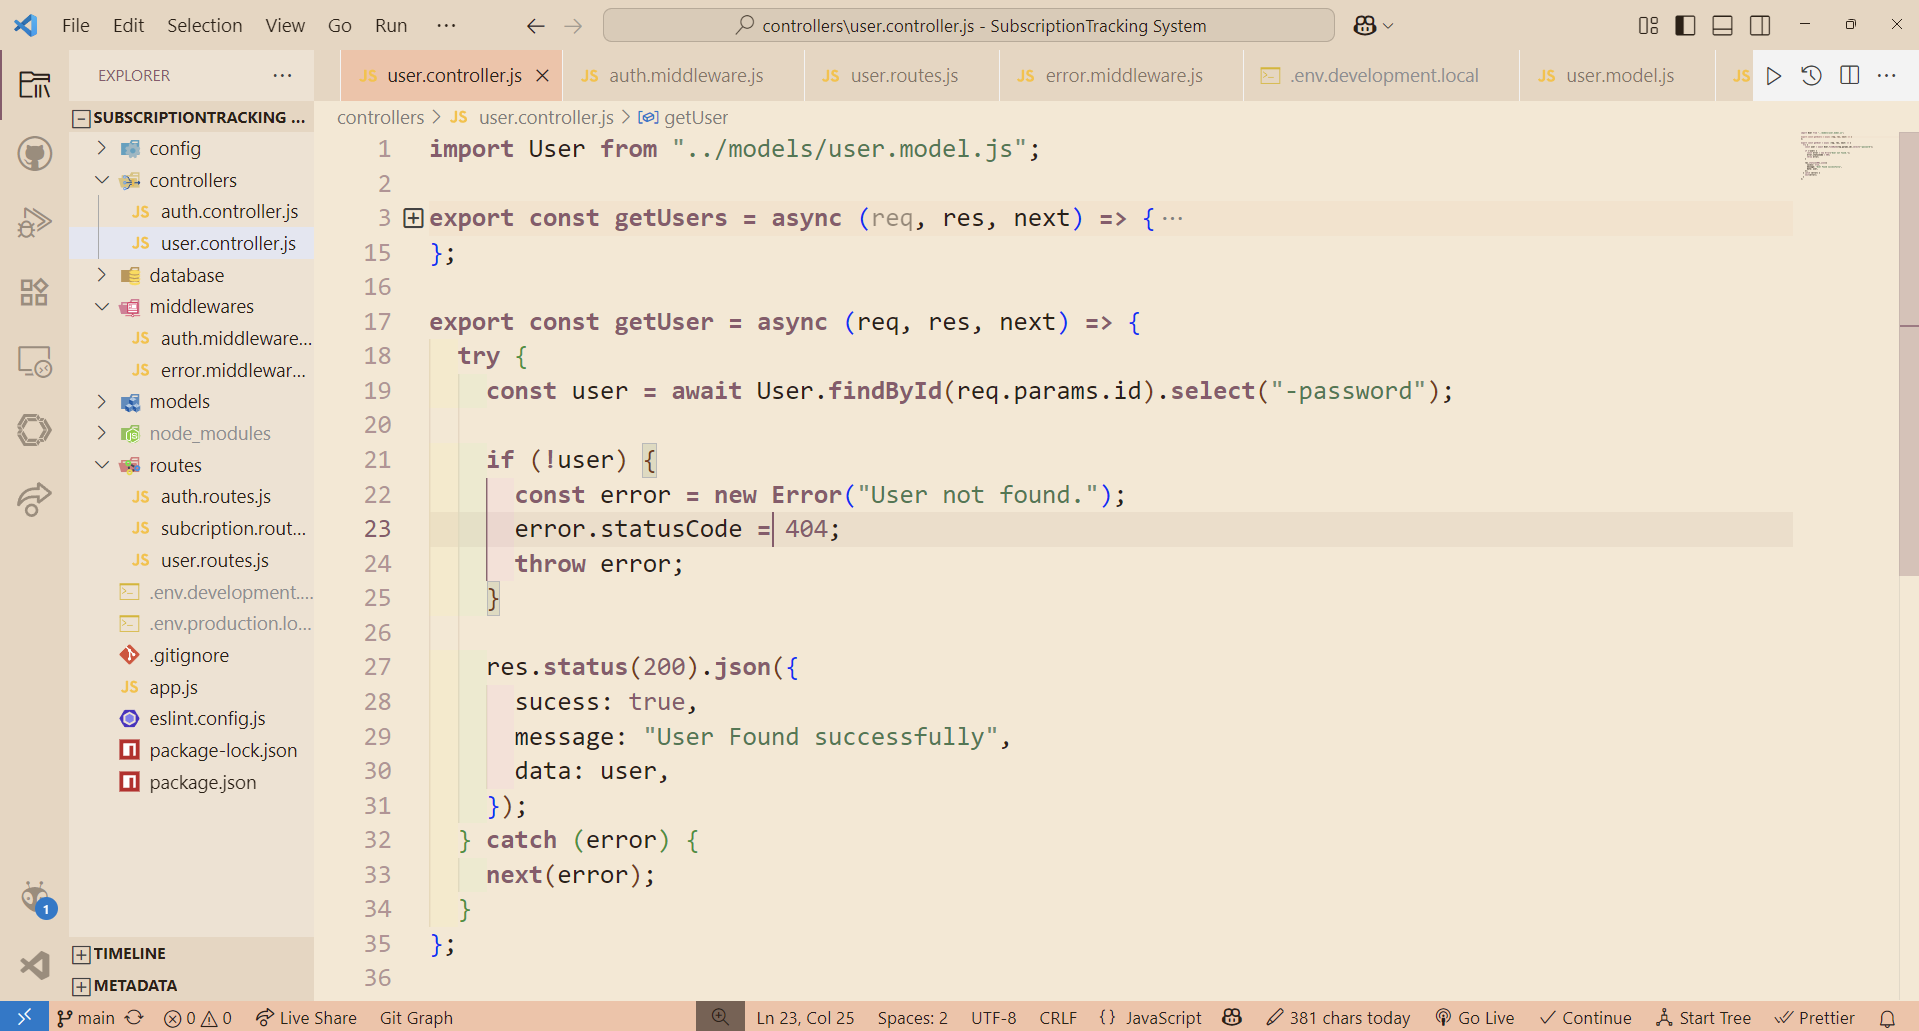 File Edit Selection View Go Run ···
controllers\user.controller.js - SubscriptionTracking System
EXPLORER ···
JS user.controller.js
JS auth.middleware.js
JS user.routes.js
JS error.middleware.js
.env.development.local
JS user.model.js
JS
···
SUBSCRIPTIONTRACKING ...
config
controllers
JS auth.controller.js
JS user.controller.js
database
middlewares
JS auth.middleware...
JS error.middlewar...
models
node_modules
routes
JS auth.routes.js
JS subcription.rout...
JS user.routes.js
.env.development....
.env.production.lo...
.gitignore
JS app.js
eslint.config.js
package-lock.json
package.json
TIMELINE
METADATA
controllers > JS user.controller.js > getUser
1 import User from "../models/user.model.js";
2
3 export const getUsers = async (req, res, next) => { ···
15 };
16
17 export const getUser = async (req, res, next) => {
18 try {
19 const user = await User.findById(req.params.id).select("-password");
20
21 if (!user) {
22 const error = new Error("User not found.");
23 error.statusCode = 404;
24 throw error;
25 }
26
27 res.status(200).json({
28 sucess: true,
29 message: "User Found successfully",
30 data: user,
31 });
32 } catch (error) {
33 next(error);
34 }
35 };
36
1
main 0 0 Live Share Git Graph Ln 23, Col 25 Spaces: 2 UTF-8 CRLF {} JavaScript 381 chars today Go Live Continue Start Tree Prettier